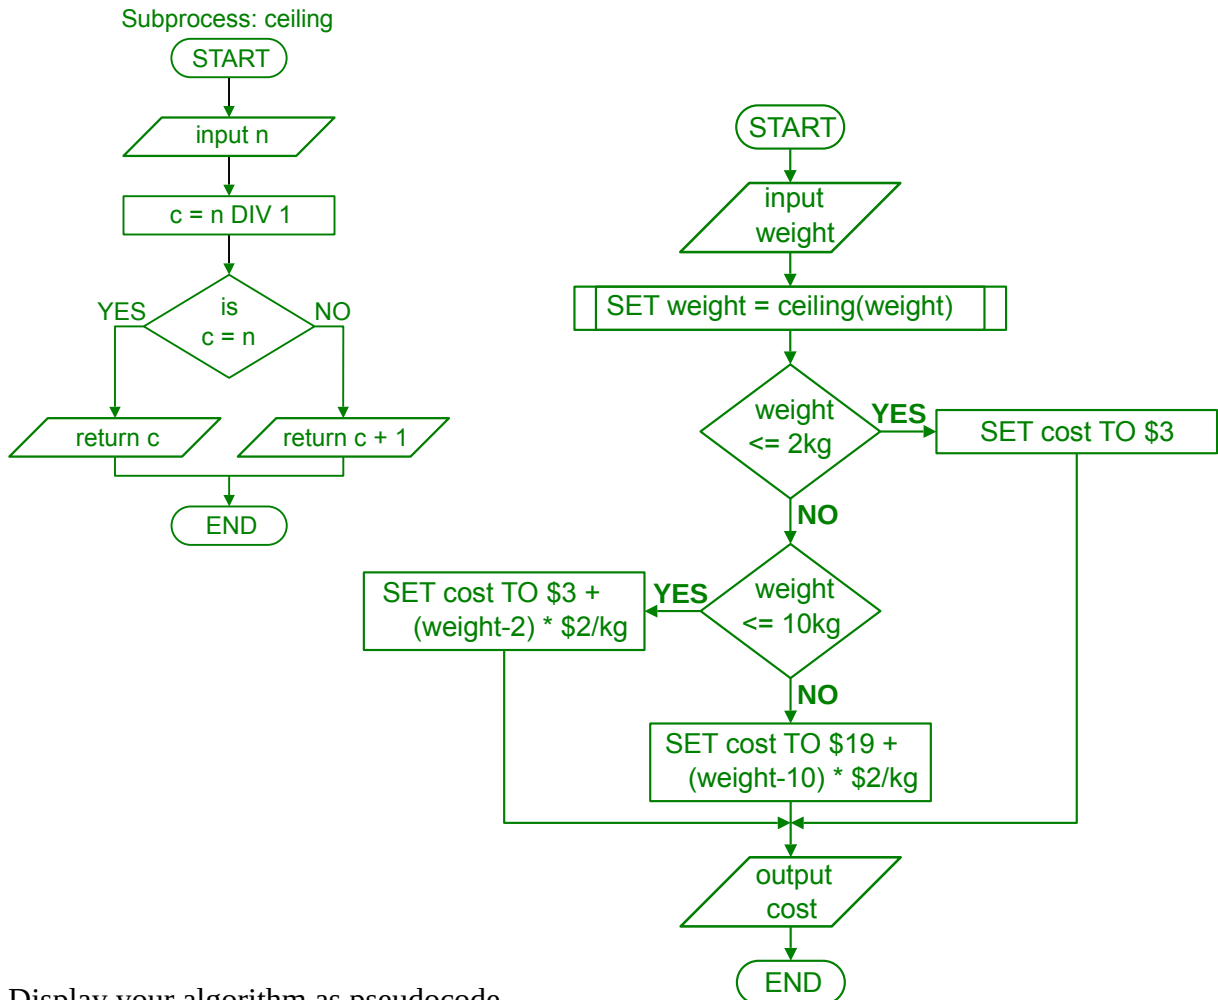 Subprocess: ceiling
START
input n
c = n DIV 1
is
c = n
YES
NO
return c
return c + 1
END
START
input
weight
SET weight = ceiling(weight)
weight
<= 2kg
YES
SET cost TO $3
NO
weight
<= 10kg
YES
SET cost TO $3 +
(weight-2) * $2/kg
NO
SET cost TO $19 +
(weight-10) * $2/kg
output
cost
END
Display your algorithm as pseudocode